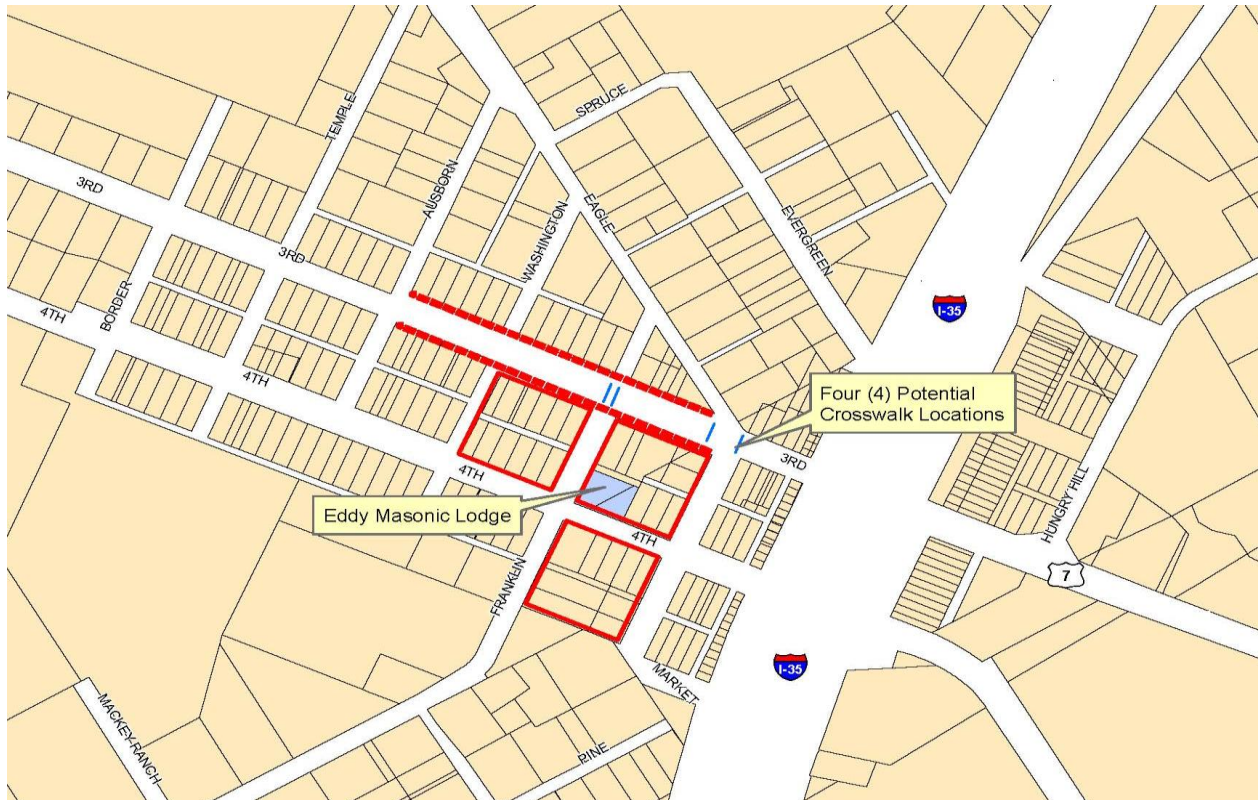 SPRUCE
TEMPLE
3RD
AUSBORN
EAGLE
EVERGREEN
WASHINGTON
3RD
BORDER
I-35
4TH
4TH
Four (4) Potential
Crosswalk Locations
3RD
4TH
Eddy Masonic Lodge
4TH
HUNGRY HILL
7
FRANKLIN
I-35
MARKET
MACKEY RANCH
PINE